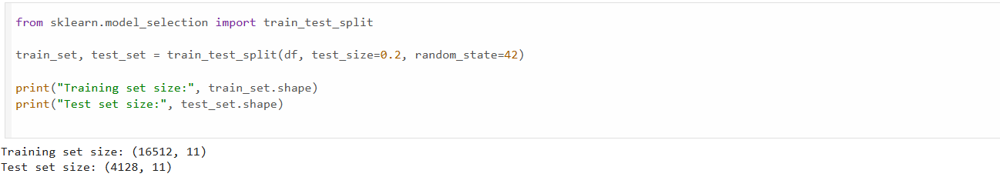 from sklearn.model_selection import train_test_split
train_set, test_set = train_test_split(df, test_size=0.2, random_state=42)
print("Training set size:", train_set.shape)
print("Test set size:", test_set.shape)
Training set size: (16512, 11)
Test set size: (4128, 11)